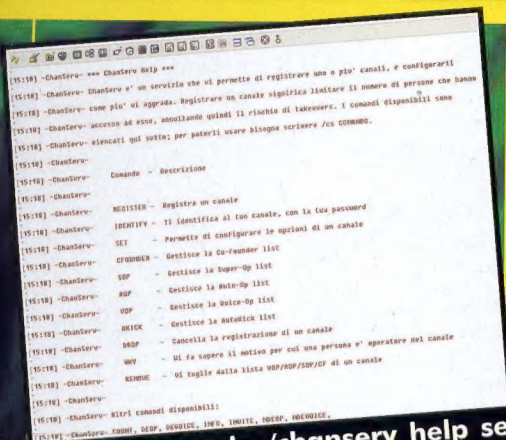 [15:18] -ChanServ- *** ChanServ Help ***
[15:18] -ChanServ- ChanServ e' un servizio che vi permette di registrare uno o piu' canali, e configurarli
[15:18] -ChanServ- come piu' vi aggrada. Registrare un canale significa limitare il numero di persone che hanno
[15:18] -ChanServ- accesso ad esso, annullando quindi il rischio di takeovers. i comandi disponibili sono
[15:18] -ChanServ- elencati qui sotto; per poterli usare bisogna scrivere /cs COMANDO.
[15:18] -ChanServ-
[15:18] -ChanServ- Comando - Descrizione
[15:18] -ChanServ-
[15:18] -ChanServ- REGISTER - Registra un canale
[15:18] -ChanServ- IDENTIFY - Ti identifica al tuo canale, con la tua password
[15:18] -ChanServ- SET - Permette di configurare le opzioni di un canale
[15:18] -ChanServ- CFOUNDER - Gestisce la Co-Founder list
[15:18] -ChanServ- SOP - Gestisce la Super-Op list
[15:18] -ChanServ- AOP - Gestisce la Auto-Op list
[15:18] -ChanServ- VOP - Gestisce la Voice-Op list
[15:18] -ChanServ- AKICK - Gestisce la AutoKick list
[15:18] -ChanServ- DROP - Cancella la registrazione di un canale
[15:18] -ChanServ- WHY - Vi fa sapere il motivo per cui una persona e' operatore nel canale
[15:18] -ChanServ- REMOVE - Vi toglie dalla lista VOP/AOP/SOP/CF di un canale
[15:18] -ChanServ-
[15:18] -ChanServ- Altri comandi disponibili:
[15:18] -ChanServ- COUNT, DEOP, DEVOICE, INFO, INVITE, MDEOP, MDEVOICE,
/chanserv help se